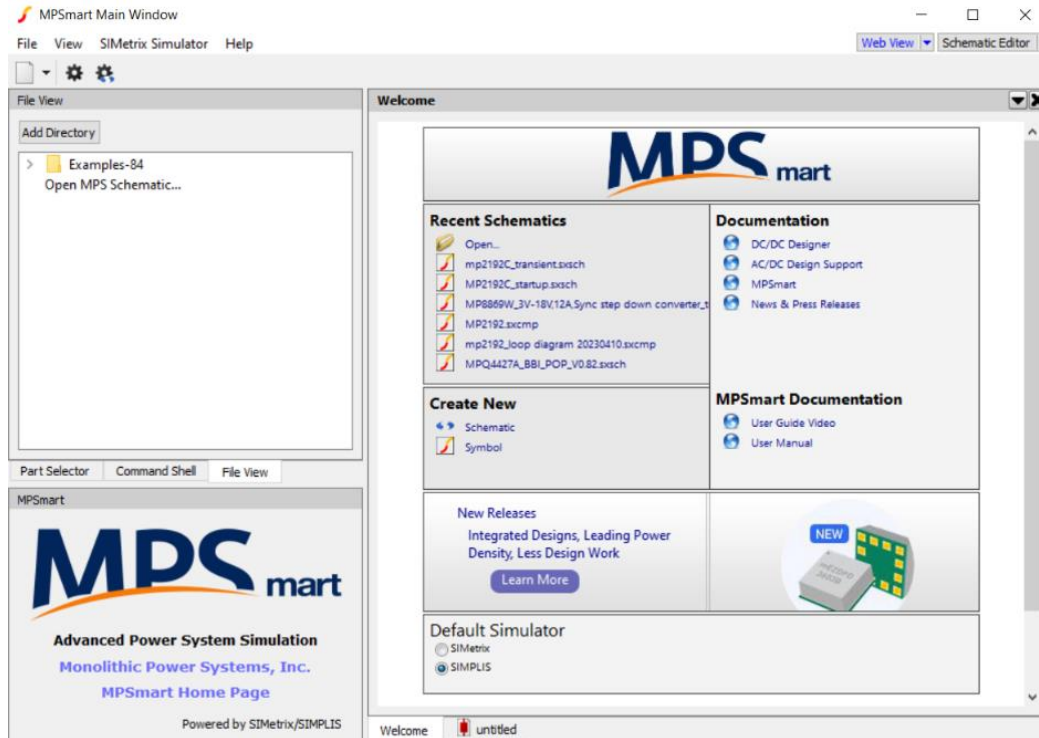 MPSmart Main Window
File View SIMetrix Simulator Help
Web View Schematic Editor
File View
Add Directory
Examples-84
Open MPS Schematic...
Part Selector Command Shell File View
MPSmart
MPSmart
Advanced Power System Simulation
Monolithic Power Systems, Inc.
MPSmart Home Page
Powered by SIMetrix/SIMPLIS
Welcome
MPSmart
Recent Schematics
Open...
mp2192C_transient.sxsch
MP2192C_startup.sxsch
MP8869W_3V-18V,12A,Sync step down converter_t
MP2192.sxcmp
mp2192_loop diagram 20230410.sxcmp
MPQ4427A_BBI_POP_V0.82.sxsch
Documentation
DC/DC Designer
AC/DC Design Support
MPSmart
News & Press Releases
Create New
Schematic
Symbol
MPSmart Documentation
User Guide Video
User Manual
New Releases
Integrated Designs, Leading Power
Density, Less Design Work
Learn More
NEW
Default Simulator
SIMetrix
SIMPLIS
Welcome untitled